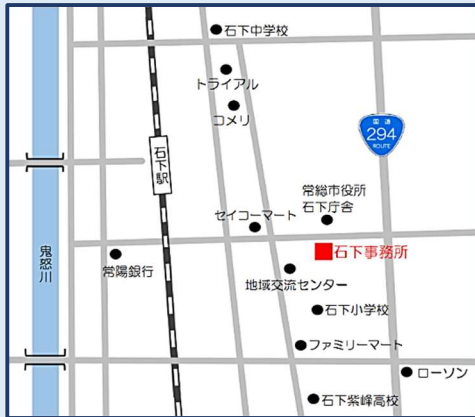 石下中学校
トライアル
コメリ
国道
294
ROUTE
石下駅
常総市役所
石下庁舎
セイコーマート
石下事務所
鬼怒川
常陽銀行
地域交流センター
石下小学校
ファミリーマート
ローソン
石下紫峰高校